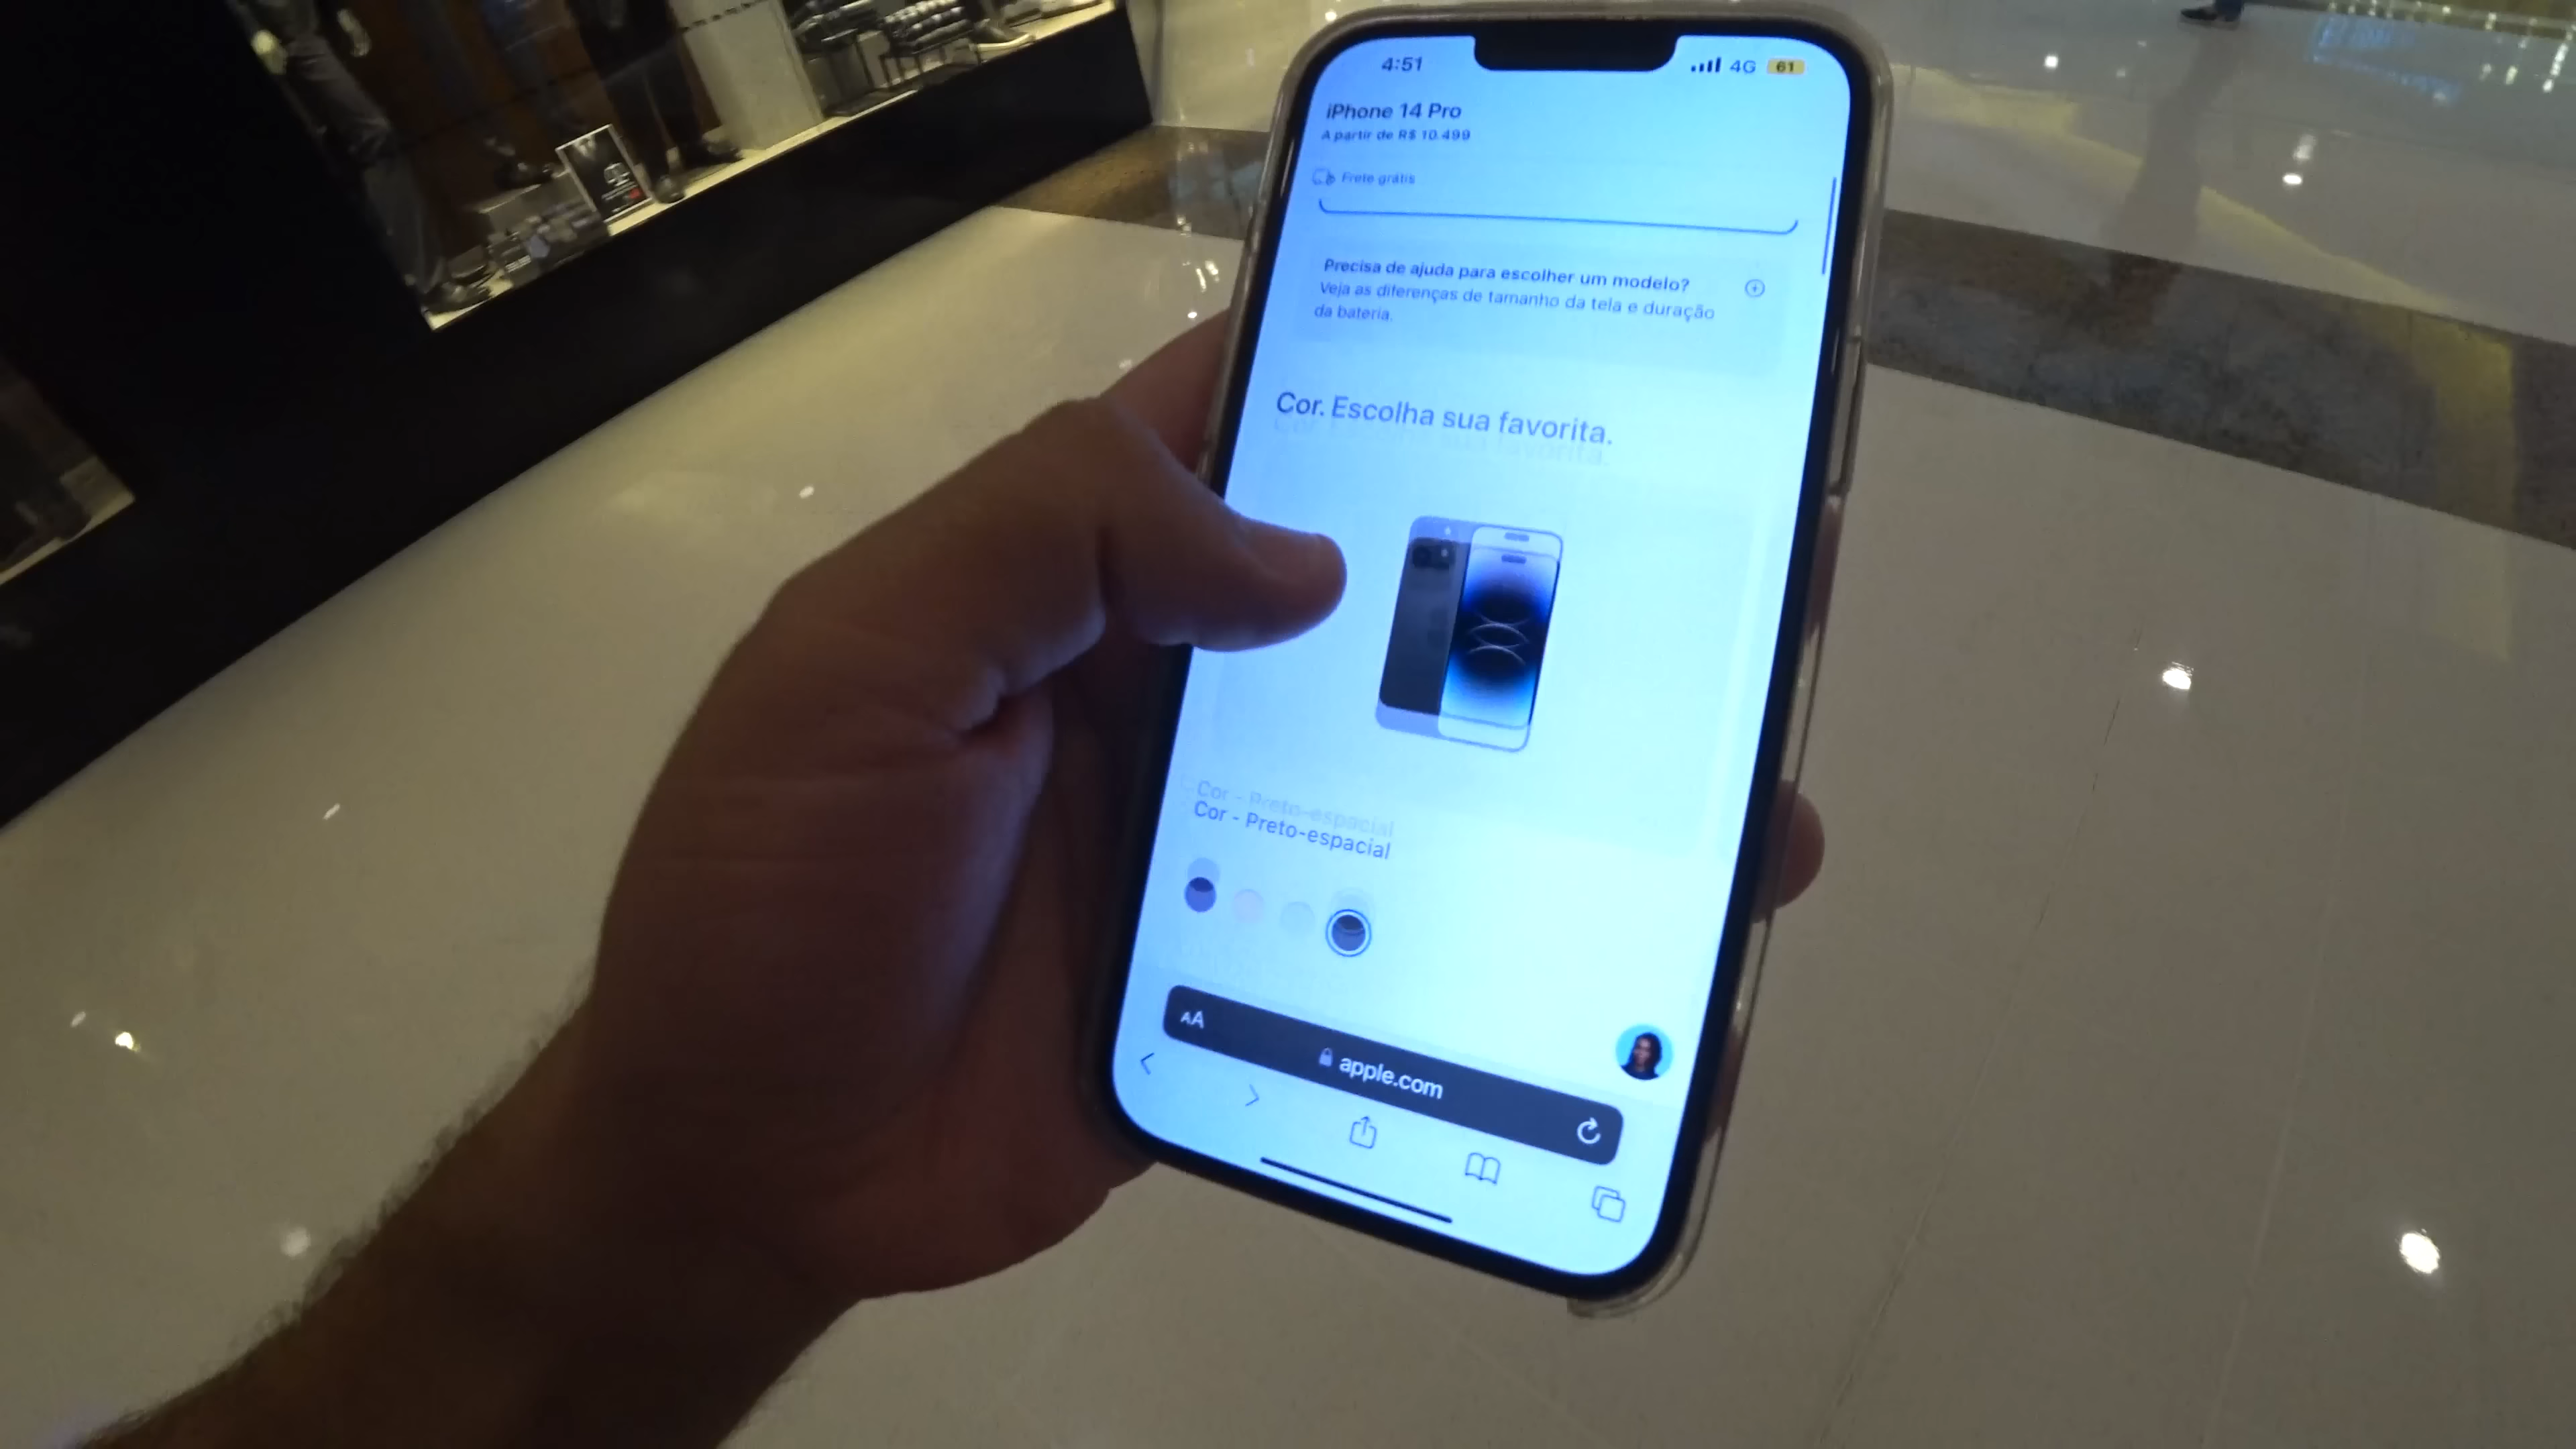 4:51
4G 61
iPhone 14 Pro
A partir de R$ 10.499
Frete grátis
Precisa de ajuda para escolher um modelo?
Veja as diferenças de tamanho da tela e duração
da bateria.
Cor. Escolha sua favorita.
Cor - Preto-espacial
AA
apple.com